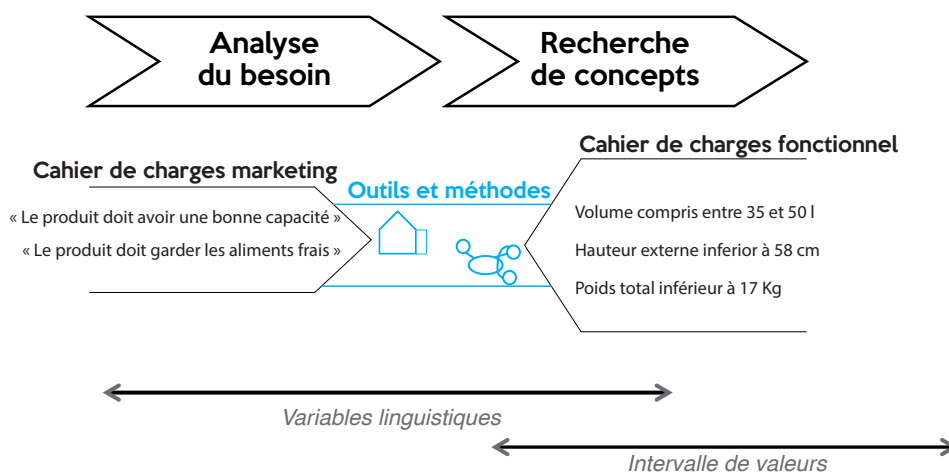 Analyse
du besoin
Recherche
de concepts
Cahier de charges marketing
« Le produit doit avoir une bonne capacité »
« Le produit doit garder les aliments frais »
Outils et méthodes
Cahier de charges fonctionnel
Volume compris entre 35 et 50 l
Hauteur externe inferior à 58 cm
Poids total inférieur à 17 Kg
Variables linguistiques
Intervalle de valeurs